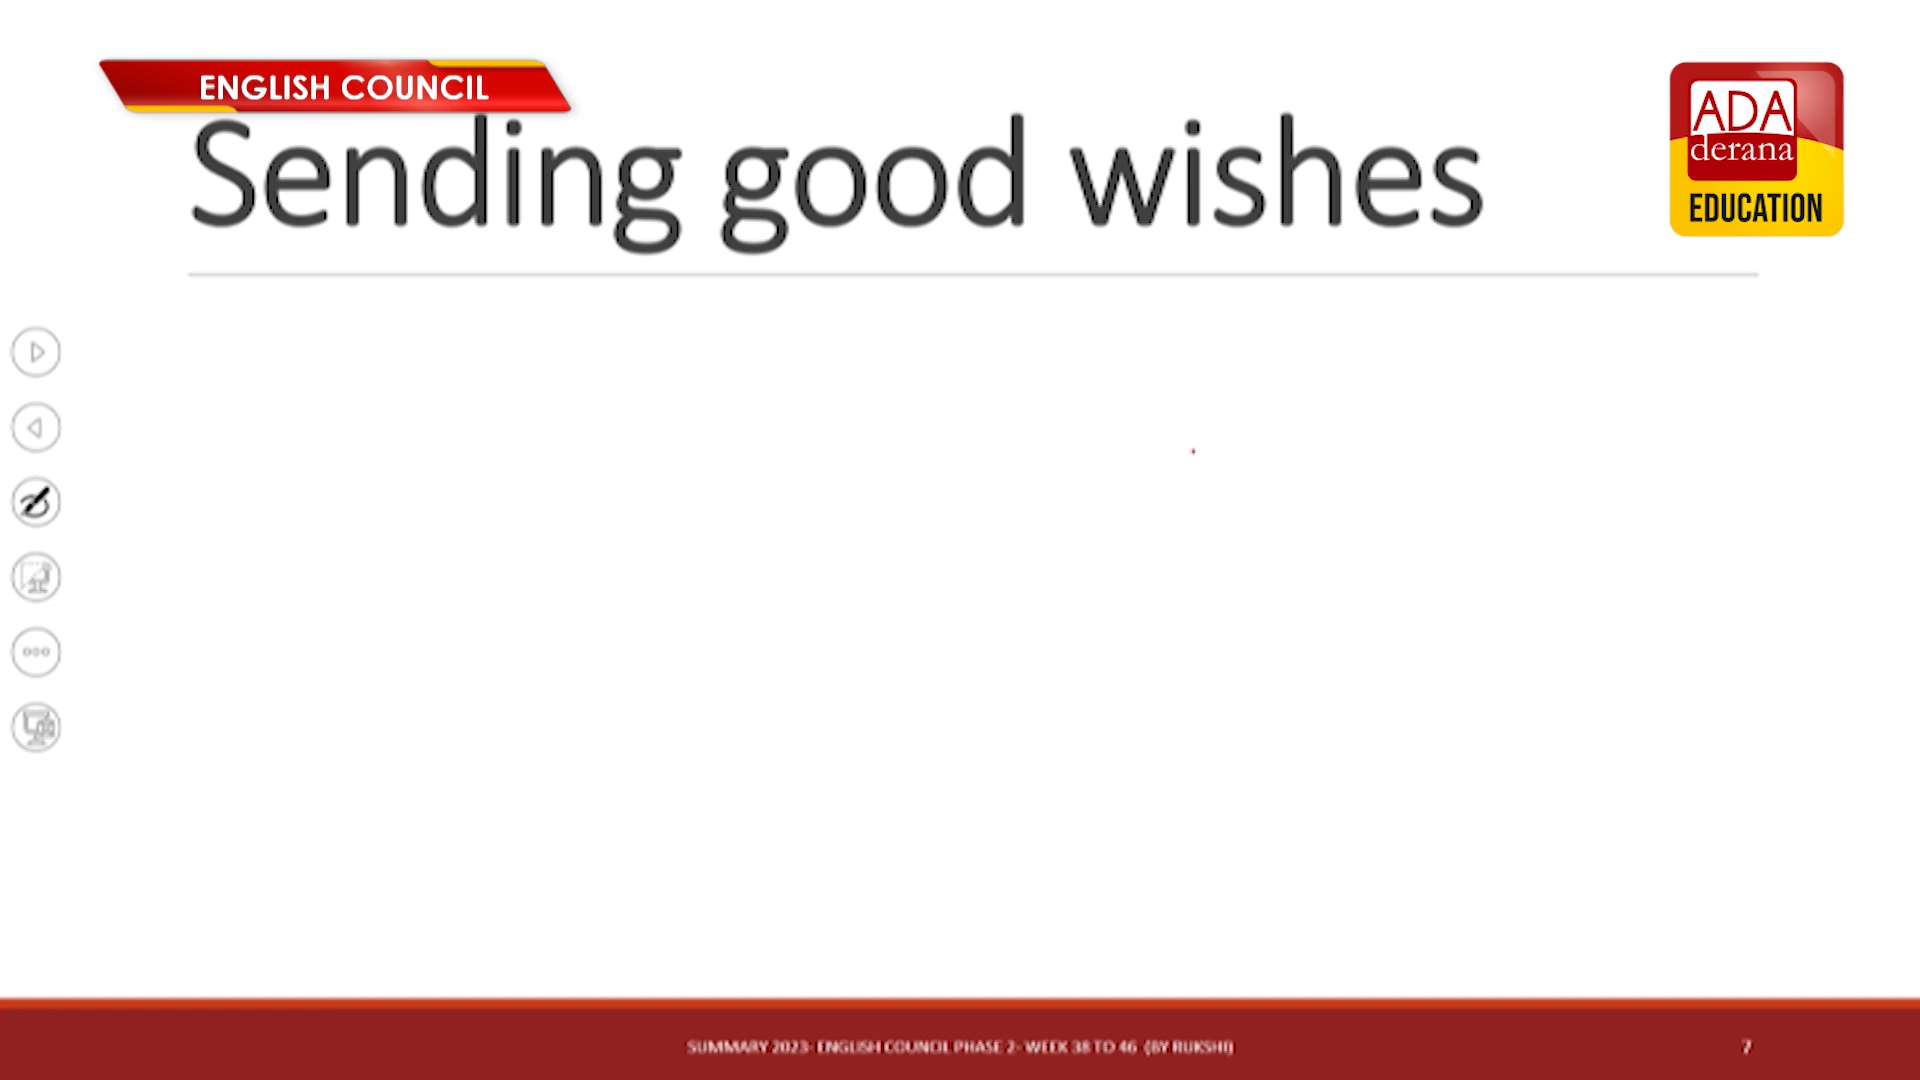 ENGLISH COUNCIL
Sending good wishes
ADA
derana
EDUCATION
SUMMARY 2023- ENGLISH COUNCIL PHASE 2- WEEK 38 TO 46 (BY RUKSHI)
7